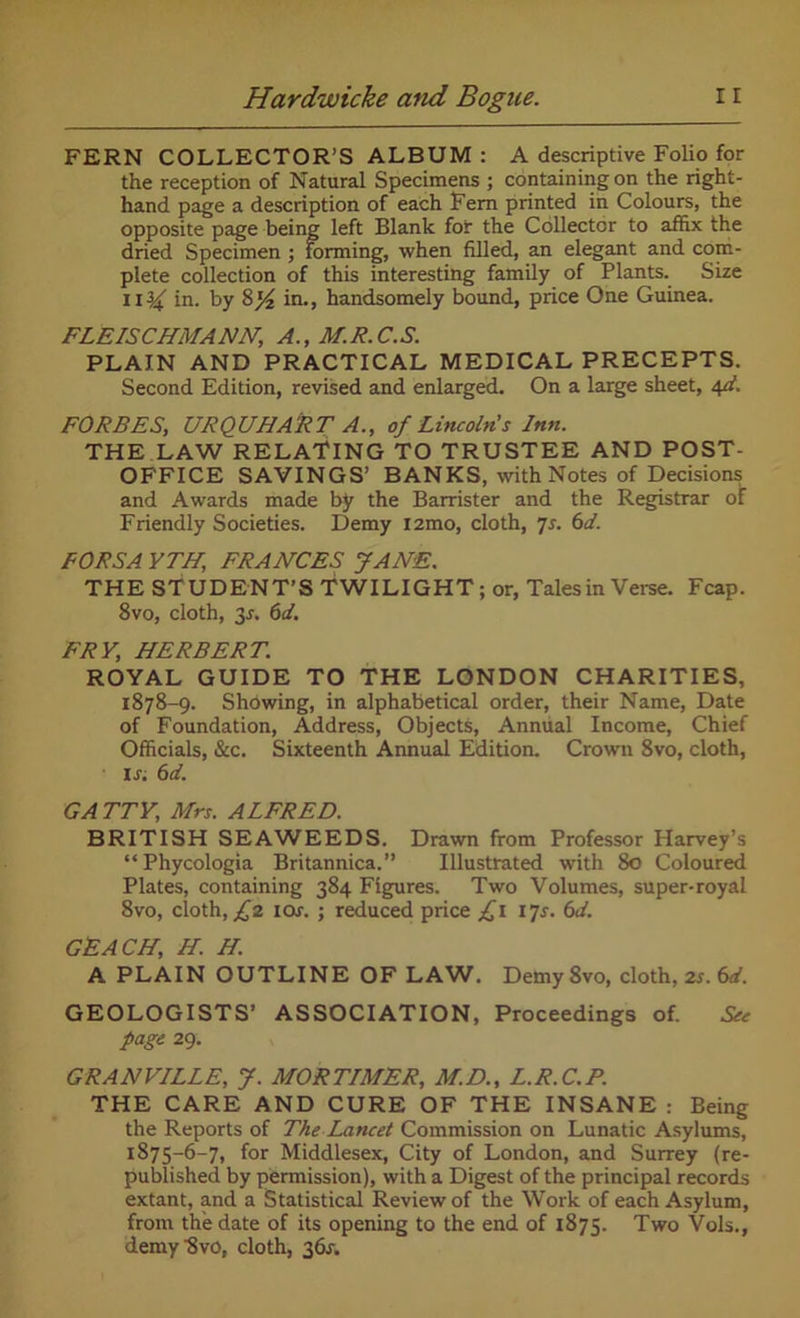 Hardwicke and Bogue. 11
FERN COLLECTOR'S ALBUM : A descriptive Folio for
the reception of Natural Specimens ; containing on the right-
hand page a description of each Fern printed in Colours, the
opposite page being left Blank for the Collector to affix the
dried Specimen ; forming, when filled, an elegant and com-
plete collection of this interesting family of Plants. Size
11¾ in. by 8½ in., handsomely bound, price One Guinea.
FLEISCHMANN, A., M.R.C.S.
PLAIN AND PRACTICAL MEDICAL PRECEPTS.
Second Edition, revised and enlarged. On a large sheet, 4d.
FORBES, URQUHART A., of Lincoln's Inn.
THE LAW RELATING TO TRUSTEE AND POST-
OFFICE SAVINGS' BANKS, with Notes of Decisions
and Awards made by the Barrister and the Registrar of
Friendly Societies. Demy 12mo, cloth, 7s. 6d.
FORSAYTH, FRANCES JANE.
THE STUDENT'S TWILIGHT ; or, Tales in Verse. Fcap.
8vo, cloth, 3s. 6d.
FRY, HERBERT.
ROYAL GUIDE TO THE LONDON CHARITIES,
1878-9. Showing, in alphabetical order, their Name, Date
of Foundation, Address, Objects, Annual Income, Chief
Officials, &c. Sixteenth Annual Edition. Crown 8vo, cloth,
1s. 6d.
GATTY, Mrs. ALFRED.
BRITISH SEAWEEDS. Drawn from Professor Harvey's
"Phycologia Britannica." Illustrated with 80 Coloured
Plates, containing 384 Figures. Two Volumes, super-royal
8vo, cloth, £2 10s. ; reduced price £1 17s. 6d.
GEACH, H. H.
A PLAIN OUTLINE OF LAW. Demy 8vo, cloth, 2s. 6d.
GEOLOGISTS' ASSOCIATION, Proceedings of. See
page 29.
GRANVILLE, J. MORTIMER, M.D., L.R.C.P.
THE CARE AND CURE OF THE INSANE : Being
the Reports of The Lancet Commission on Lunatic Asylums,
1875-6-7, for Middlesex, City of London, and Surrey (re-
published by permission), with a Digest of the principal records
extant, and a Statistical Review of the Work of each Asylum,
from the date of its opening to the end of 1875. Two Vols.,
demy 8vo, cloth, 36s.